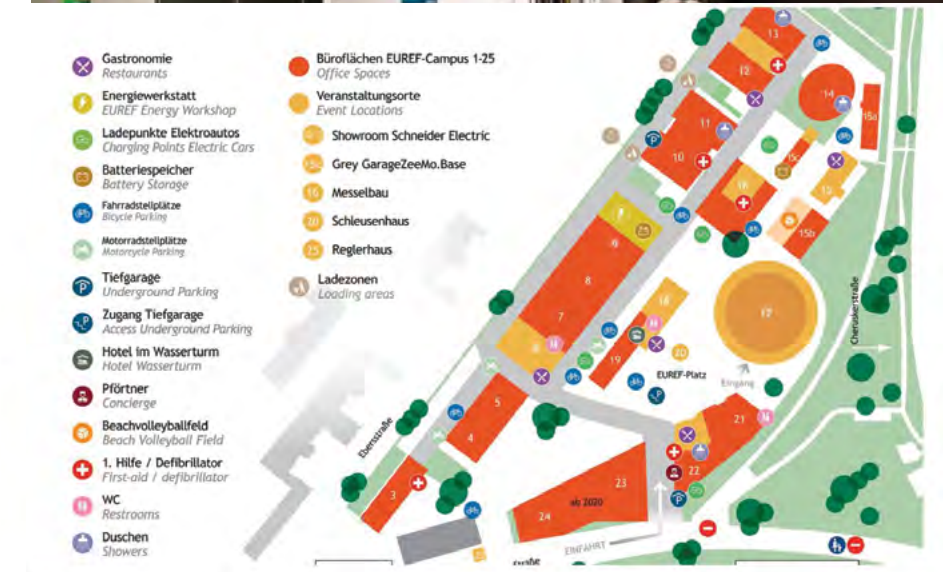 Gastronomie
Restaurants
Energiewerkstatt
EUREF Energy Workshop
Ladepunkte Elektroautos
Charging Points Electric Cars
Batteriespeicher
Battery Storage
Fahrradstellplätze
Bicycle Parking
Motorradstellplätze
Motorcycle Parking
Tiefgarage
Underground Parking
Zugang Tiefgarage
Access Underground Parking
Hotel im Wasserturm
Hotel Wasserturm
Pförtner
Concierge
Beachvolleyballfeld
Beach Volleyball Field
1. Hilfe / Defibrillator
First-aid / defibrillator
WC
Restrooms
Duschen
Showers
Büroflächen EUREF-Campus 1-25
Office Spaces
Veranstaltungsorte
Event Locations
Showroom Schneider Electric
15c Grey GarageZeeMo.Base
16 Messelbau
20 Schleusenhaus
25 Reglerhaus
Ladezonen
Loading areas
13
12
14
15a
11
10
15c
16
15b
9
8
7
6
18
17
19
20
EUREF-Platz
Eingang
Cheruskerstraße
5
4
3
Ebersstraße
21
22
23
24
ab 2020
EINFAHRT